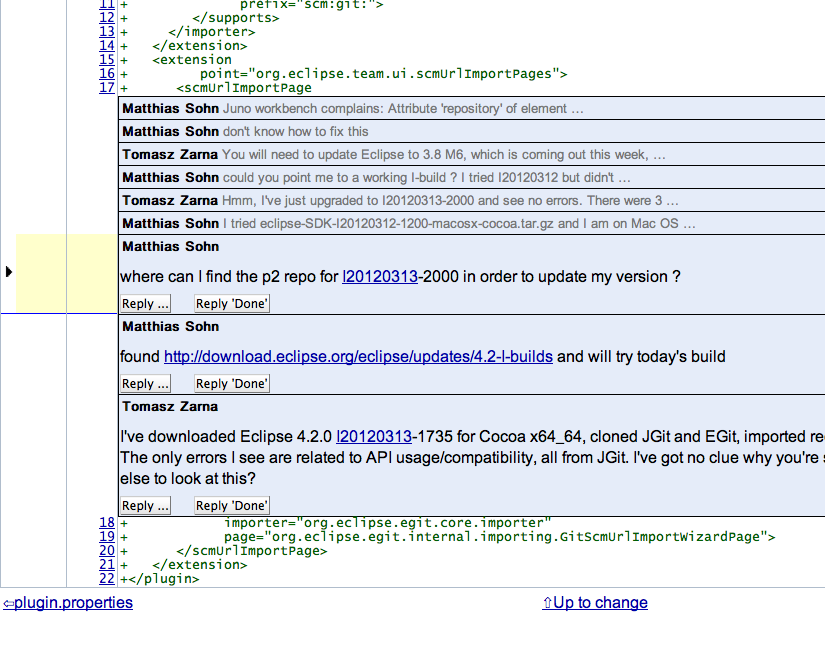 11 + prefix="scm:git:">
12 + </supports>
13 + </importer>
14 + </extension>
15 + <extension
16 + point="org.eclipse.team.ui.scmUrlImportPages">
17 + <scmUrlImportPage
Matthias Sohn Juno workbench complains: Attribute 'repository' of element …
Matthias Sohn don't know how to fix this
Tomasz Zarna You will need to update Eclipse to 3.8 M6, which is coming out this week, …
Matthias Sohn could you point me to a working I-build ? I tried I20120312 but didn't …
Tomasz Zarna Hmm, I've just upgraded to I20120313-2000 and see no errors. There were 3 …
Matthias Sohn I tried eclipse-SDK-I20120312-1200-macosx-cocoa.tar.gz and I am on Mac OS …
Matthias Sohn
where can I find the p2 repo for I20120313-2000 in order to update my version ?
Reply ... Reply 'Done'
Matthias Sohn
found http://download.eclipse.org/eclipse/updates/4.2-I-builds and will try today's build
Reply ... Reply 'Done'
Tomasz Zarna
I've downloaded Eclipse 4.2.0 I20120313-1735 for Cocoa x64_64, cloned JGit and EGit, imported re
The only errors I see are related to API usage/compatibility, all from JGit. I've got no clue why you're s
else to look at this?
Reply ... Reply 'Done'
18 + importer="org.eclipse.egit.core.importer"
19 + page="org.eclipse.egit.internal.importing.GitScmUrlImportWizardPage">
20 + </scmUrlImportPage>
21 + </extension>
22 +</plugin>
⇦plugin.properties ⇧Up to change